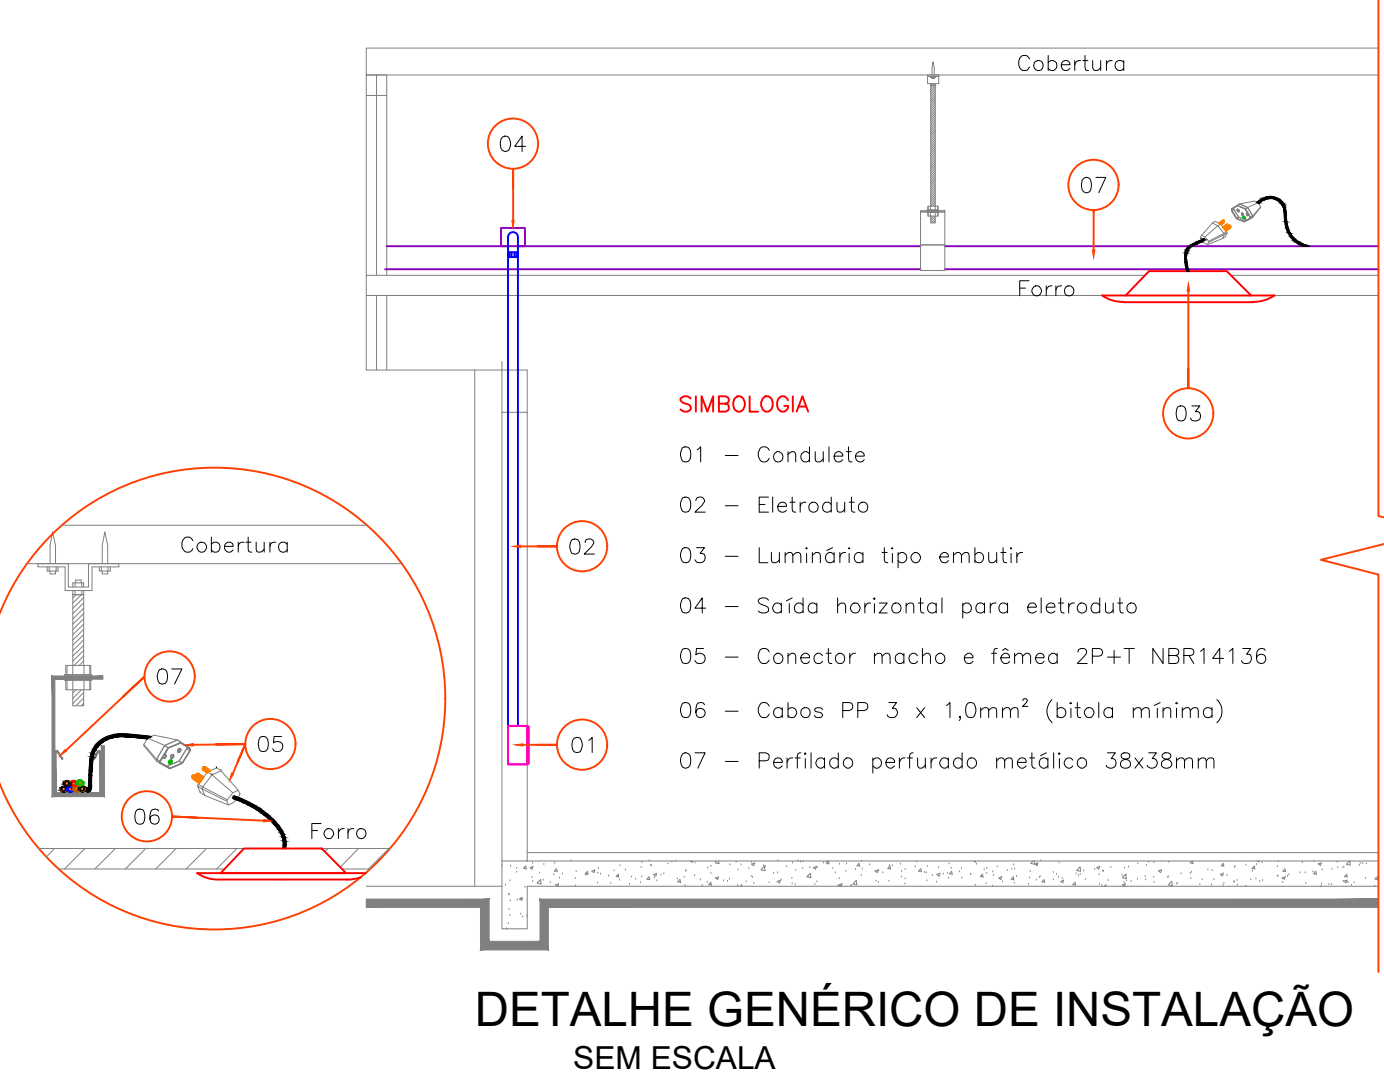 Cobertura
04
07
Forro
03
SIMBOLOGIA
01 – Condulete
02 – Eletroduto
03 – Luminária tipo embutir
04 – Saída horizontal para eletroduto
05 – Conector macho e fêmea 2P+T NBR14136
06 – Cabos PP 3 x 1,0mm² (bitola mínima)
07 – Perfilado perfurado metálico 38x38mm
02
01
Cobertura
07
05
06
Forro
DETALHE GENÉRICO DE INSTALAÇÃO
SEM ESCALA